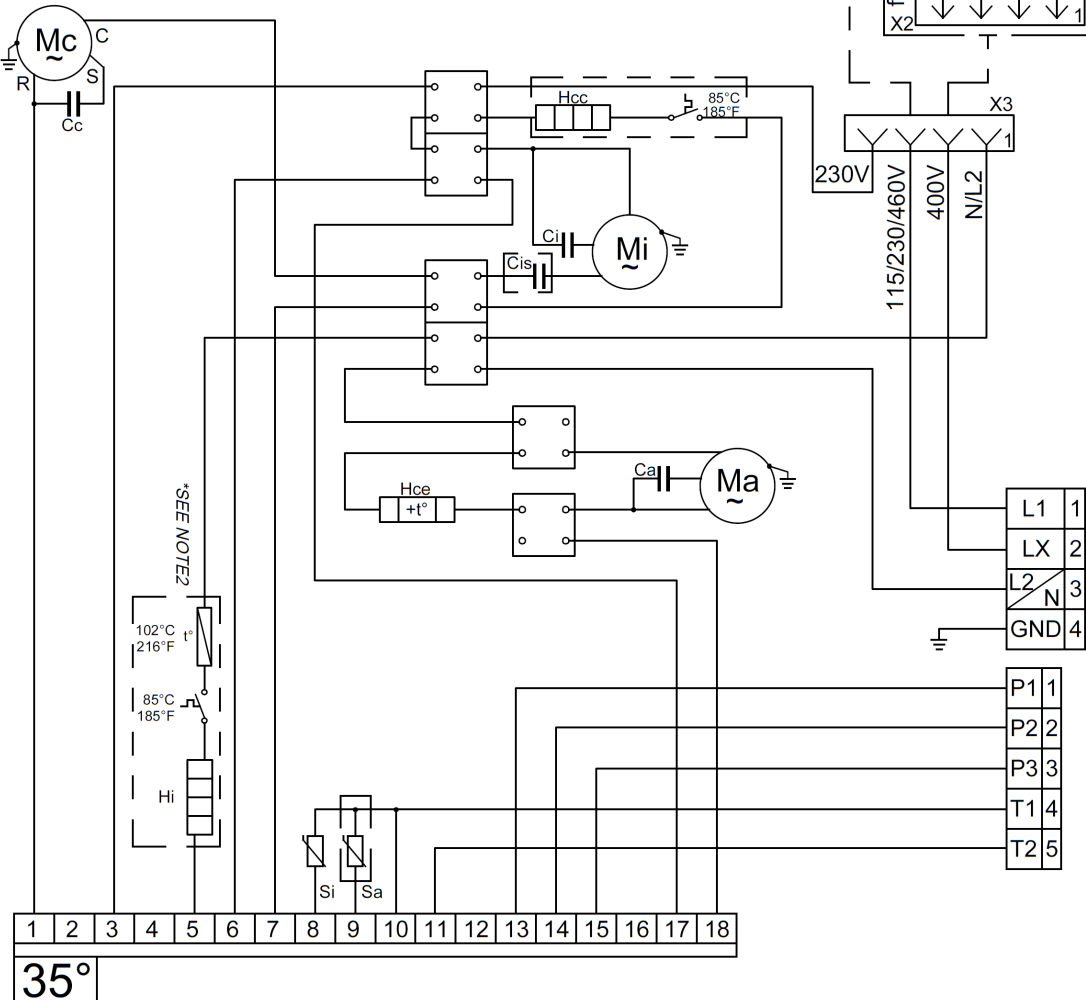 X2
1
Mc
~
C
R
S
Cc
Hcc
85°C
185°F
X3
1
230V
115/230/460V
400V
N/L2
Ci
Mi
~
Cis
Ca
Ma
~
Hce
+t°
*SEE NOTE2
L1 1
LX 2
L2/N 3
GND 4
102°C
216°F
t°
85°C
185°F
Hi
P1 1
P2 2
P3 3
T1 4
T2 5
Si
Sa
1 2 3 4 5 6 7 8 9 10 11 12 13 14 15 16 17 18
35°